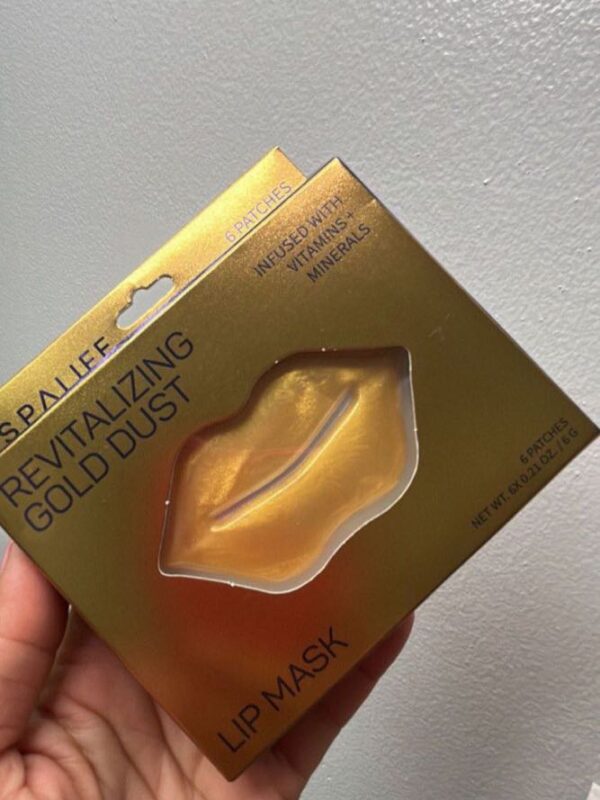 6 PATCHES
INFUSED WITH
VITAMINS +
MINERALS
REVITALIZING
GOLD DUST
6 PATCHES
NET WT. 6X 0.21 OZ. / 6 G
LIP MASK